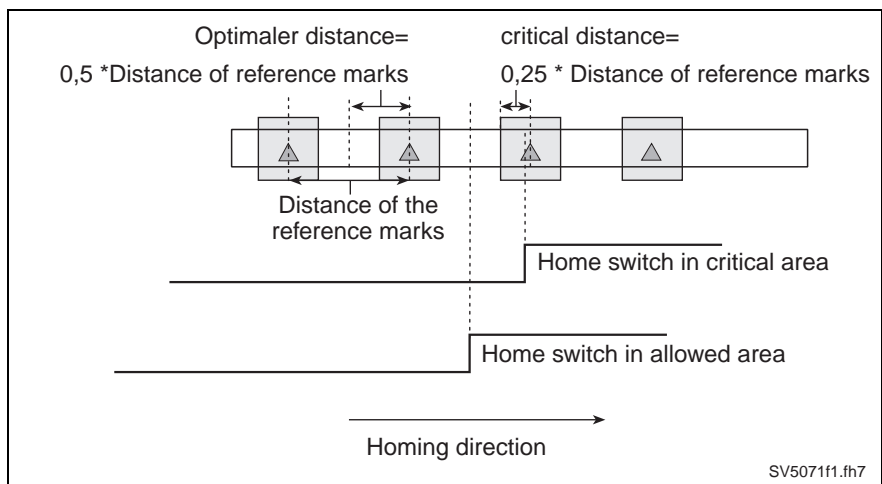 Optimaler distance=
0,5 *Distance of reference marks
critical distance=
0,25 * Distance of reference marks
Distance of the
reference marks
Home switch in critical area
Home switch in allowed area
Homing direction
SV5071f1.fh7